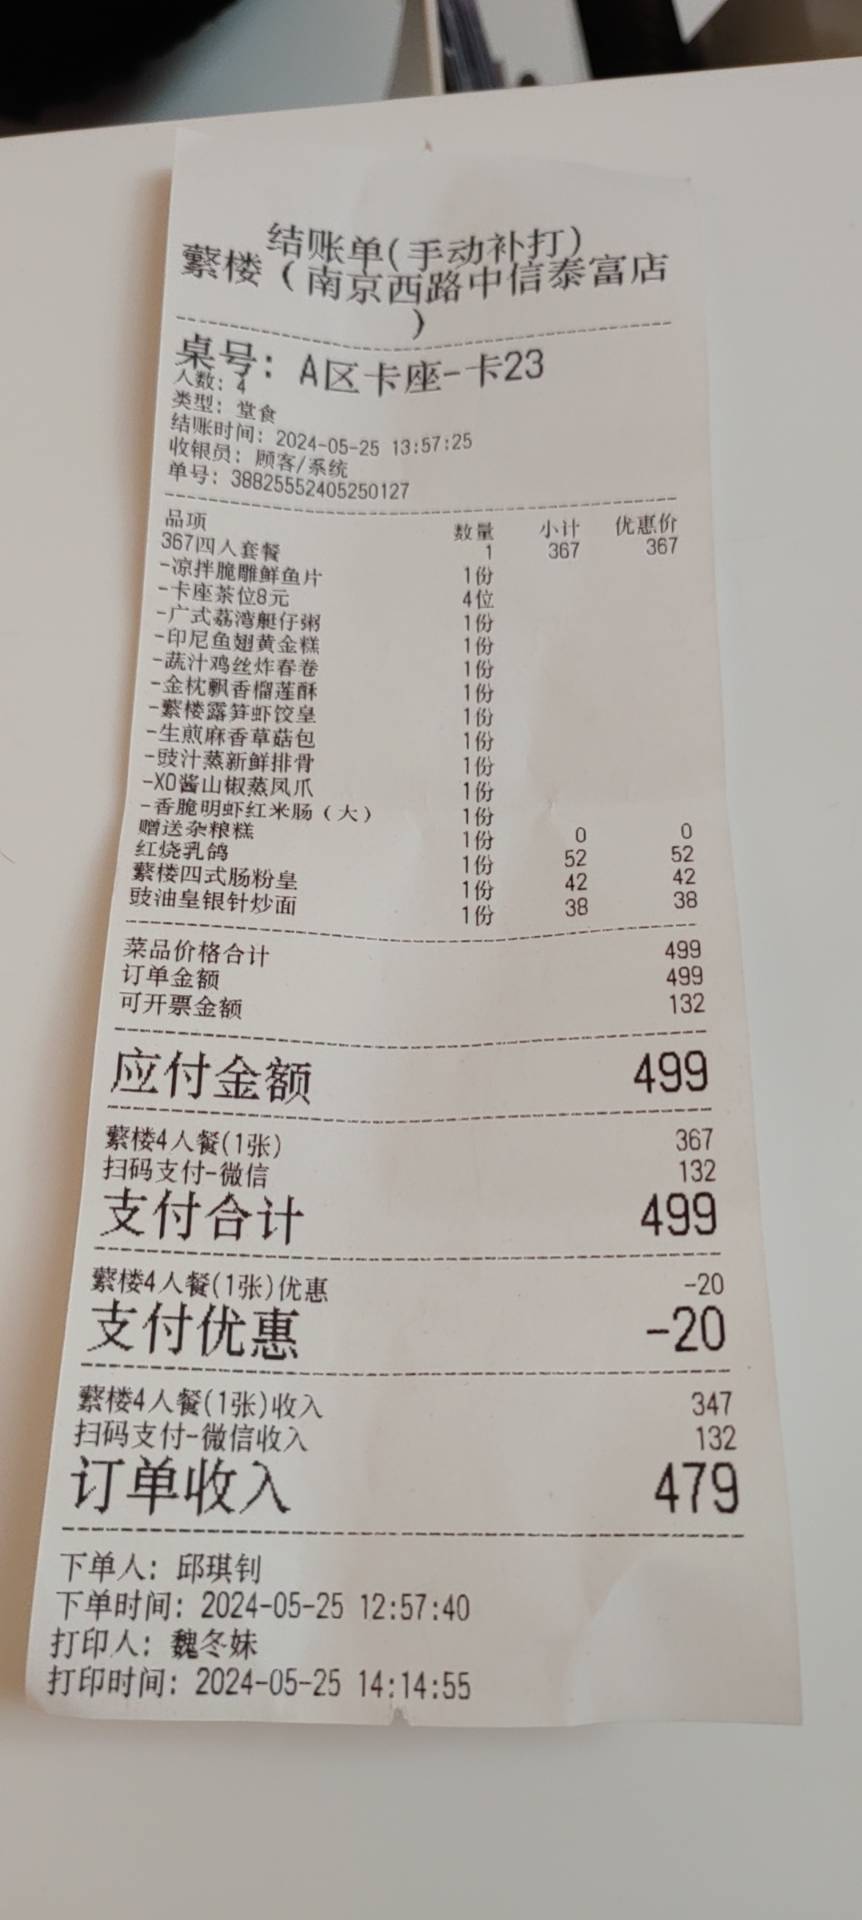 结账单(手动补打)
蘩楼（南京西路中信泰富店
）
桌号: A区卡座-卡23
人数: 4
类型: 堂食
结账时间: 2024-05-25 13:57:25
收银员: 顾客/系统
单号: 38825552405250127
品项 数量 小计 优惠价
367四人套餐 1 367 367
-凉拌脆雕鲜鱼片 1份
-卡座茶位8元 4位
-广式荔湾艇仔粥 1份
-印尼鱼翅黄金糕 1份
-蔬汁鸡丝炸春卷 1份
-金枕飘香榴莲酥 1份
-蘩楼露笋虾饺皇 1份
-生煎麻香草菇包 1份
-豉汁蒸新鲜排骨 1份
-XO酱山椒蒸凤爪 1份
-香脆明虾红米肠（大） 1份
赠送杂粮糕 1份 0 0
红烧乳鸽 1份 52 52
蘩楼四式肠粉皇 1份 42 42
豉油皇银针炒面 1份 38 38
菜品价格合计 499
订单金额 499
可开票金额 132
应付金额 499
蘩楼4人餐(1张) 367
扫码支付-微信 132
支付合计 499
蘩楼4人餐(1张)优惠 -20
支付优惠 -20
蘩楼4人餐(1张)收入 347
扫码支付-微信收入 132
订单收入 479
下单人: 邱琪钊
下单时间: 2024-05-25 12:57:40
打印人: 魏冬妹
打印时间: 2024-05-25 14:14:55